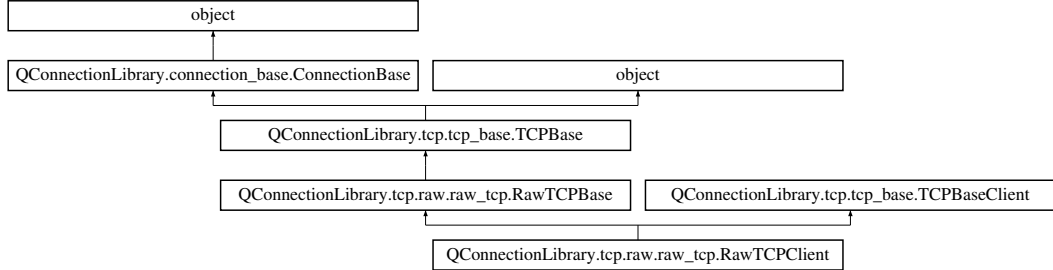 object
QConnectionLibrary.connection_base.ConnectionBase
object
QConnectionLibrary.tcp.tcp_base.TCPBase
QConnectionLibrary.tcp.raw.raw_tcp.RawTCPBase
QConnectionLibrary.tcp.tcp_base.TCPBaseClient
QConnectionLibrary.tcp.raw.raw_tcp.RawTCPClient